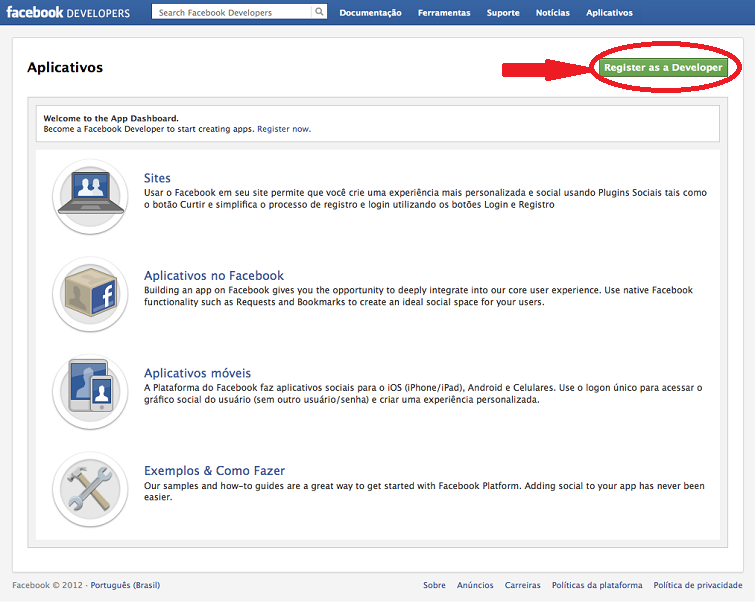 facebook DEVELOPERS Search Facebook Developers Documentação Ferramentas Suporte Notícias Aplicativos
Aplicativos
Register as a Developer
Welcome to the App Dashboard.
Become a Facebook Developer to start creating apps. Register now.
Sites
Usar o Facebook em seu site permite que você crie uma experiência mais personalizada e social usando Plugins Sociais tais como
o botão Curtir e simplifica o processo de registro e login utilizando os botões Login e Registro
Aplicativos no Facebook
Building an app on Facebook gives you the opportunity to deeply integrate into our core user experience. Use native Facebook
functionality such as Requests and Bookmarks to create an ideal social space for your users.
Aplicativos móveis
A Plataforma do Facebook faz aplicativos sociais para o iOS (iPhone/iPad), Android e Celulares. Use o logon único para acessar o
gráfico social do usuário (sem outro usuário/senha) e criar uma experiência personalizada.
Exemplos & Como Fazer
Our samples and how-to guides are a great way to get started with Facebook Platform. Adding social to your app has never been
easier.
Facebook © 2012 · Português (Brasil) Sobre Anúncios Carreiras Políticas da plataforma Política de privacidade